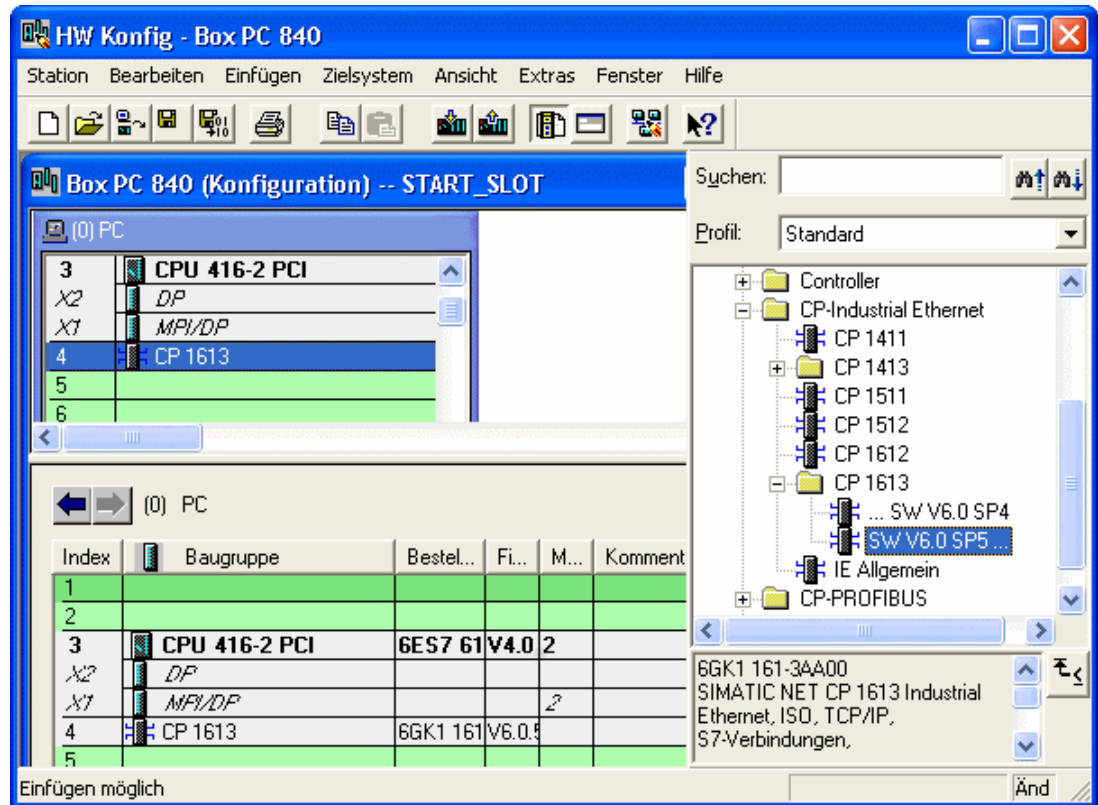 HW Konfig - Box PC 840
Station Bearbeiten Einfügen Zielsystem Ansicht Extras Fenster Hilfe
Box PC 840 (Konfiguration) -- START_SLOT
(0) PC
3 CPU 416-2 PCI
X2 DP
X1 MPI/DP
4 CP 1613
5
6
(0) PC
Index Baugruppe Bestel... Fi... M... Komment
1
2
3 CPU 416-2 PCI 6ES7 61 V4.0 2
X2 DP
X1 MPI/DP 2
4 CP 1613 6GK1 161 V6.0.5
5
Suchen:
Profil: Standard
Controller
CP-Industrial Ethernet
CP 1411
CP 1413
CP 1511
CP 1512
CP 1612
CP 1613
... SW V6.0 SP4
SW V6.0 SP5 ...
IE Allgemein
CP-PROFIBUS
6GK1 161-3AA00
SIMATIC NET CP 1613 Industrial
Ethernet, ISO, TCP/IP,
S7-Verbindungen,
Einfügen möglich Änd